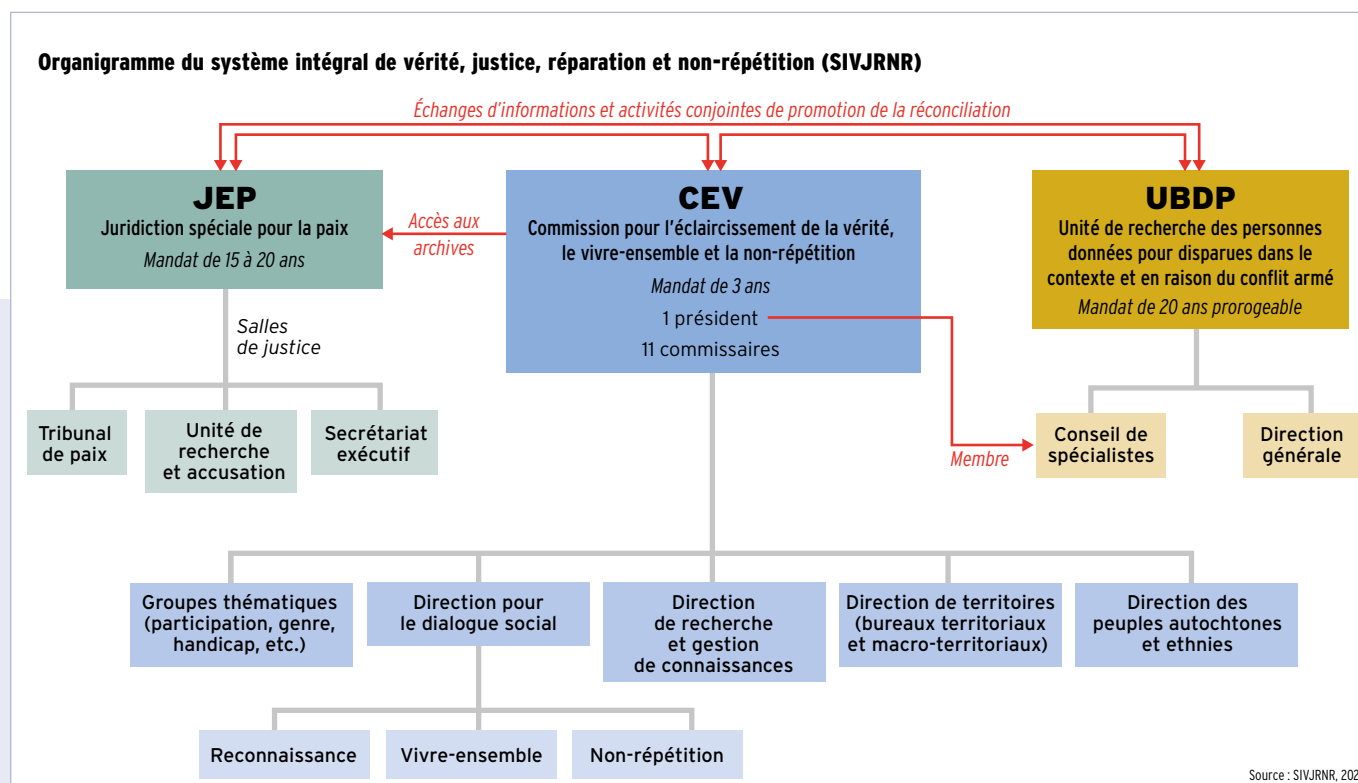 Organigramme du système intégral de vérité, justice, réparation et non-répétition (SIVJRNR)
Échanges d'informations et activités conjointes de promotion de la réconciliation
JEP
Juridiction spéciale pour la paix
Mandat de 15 à 20 ans
Accès aux
archives
CEV
Commission pour l'éclaircissement de la vérité,
le vivre-ensemble et la non-répétition
Mandat de 3 ans
1 président
11 commissaires
UBDP
Unité de recherche des personnes
données pour disparues dans le
contexte et en raison du conflit armé
Mandat de 20 ans prorogeable
Salles
de justice
Tribunal
de paix
Unité de
recherche
et accusation
Secrétariat
exécutif
Membre
Conseil de
spécialistes
Direction
générale
Groupes thématiques
(participation, genre,
handicap, etc.)
Direction pour
le dialogue social
Direction
de recherche
et gestion
de connaissances
Direction de territoires
(bureaux territoriaux
et macro-territoriaux)
Direction des
peuples autochtones
et ethnies
Reconnaissance
Vivre-ensemble
Non-répétition
Source : SIVJRNR,